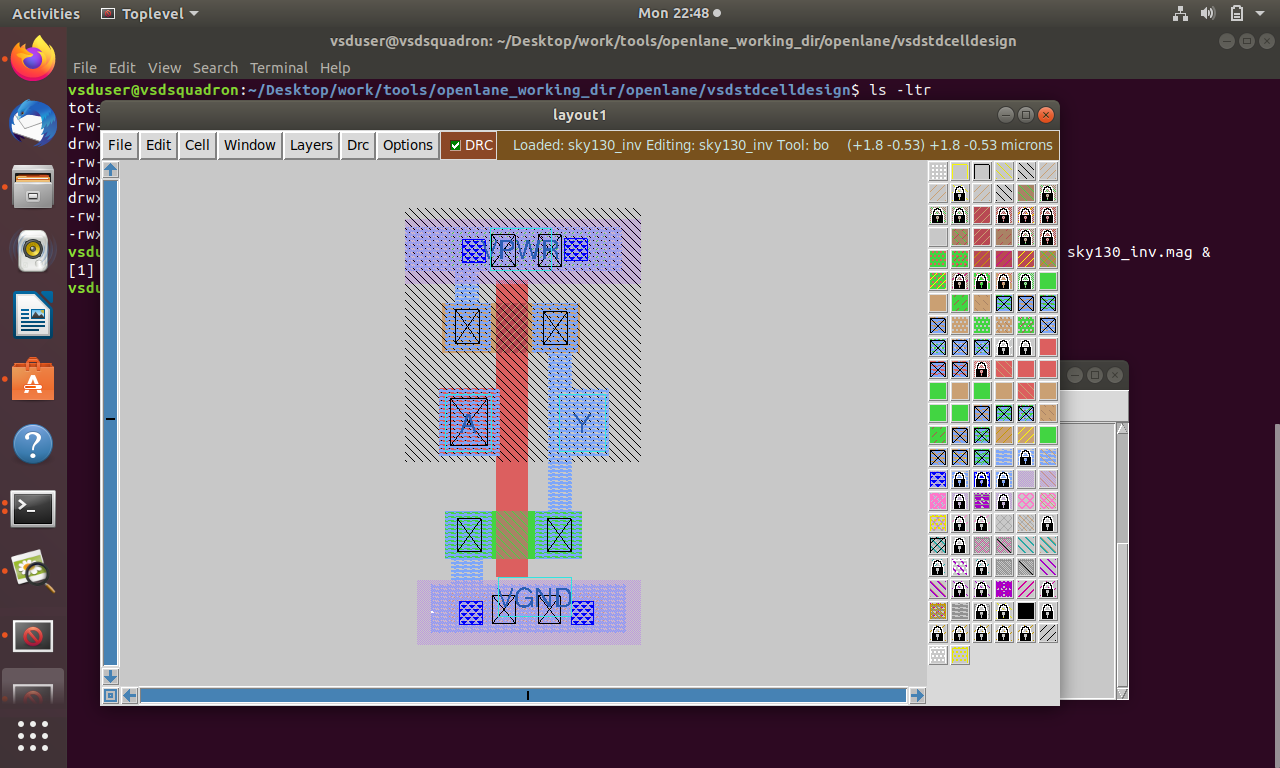 Activities Toplevel Mon 22:48
vsduser@vsdsquadron: ~/Desktop/work/tools/openlane_working_dir/openlane/vsdstdcelldesign
File Edit View Search Terminal Help
vsduser@vsdsquadron:~/Desktop/work/tools/openlane_working_dir/openlane/vsdstdcelldesign$ ls -ltr
tota
layout1
-rw-
drwx
File Edit Cell Window Layers Drc Options DRC Loaded: sky130_inv Editing: sky130_inv Tool: bo (+1.8 -0.53) +1.8 -0.53 microns
-rw-
drwx
drwx
-rw-
-rwx
vsdu sky130_inv.mag &
[1]
vsdu
VPWR
A Y
VGND